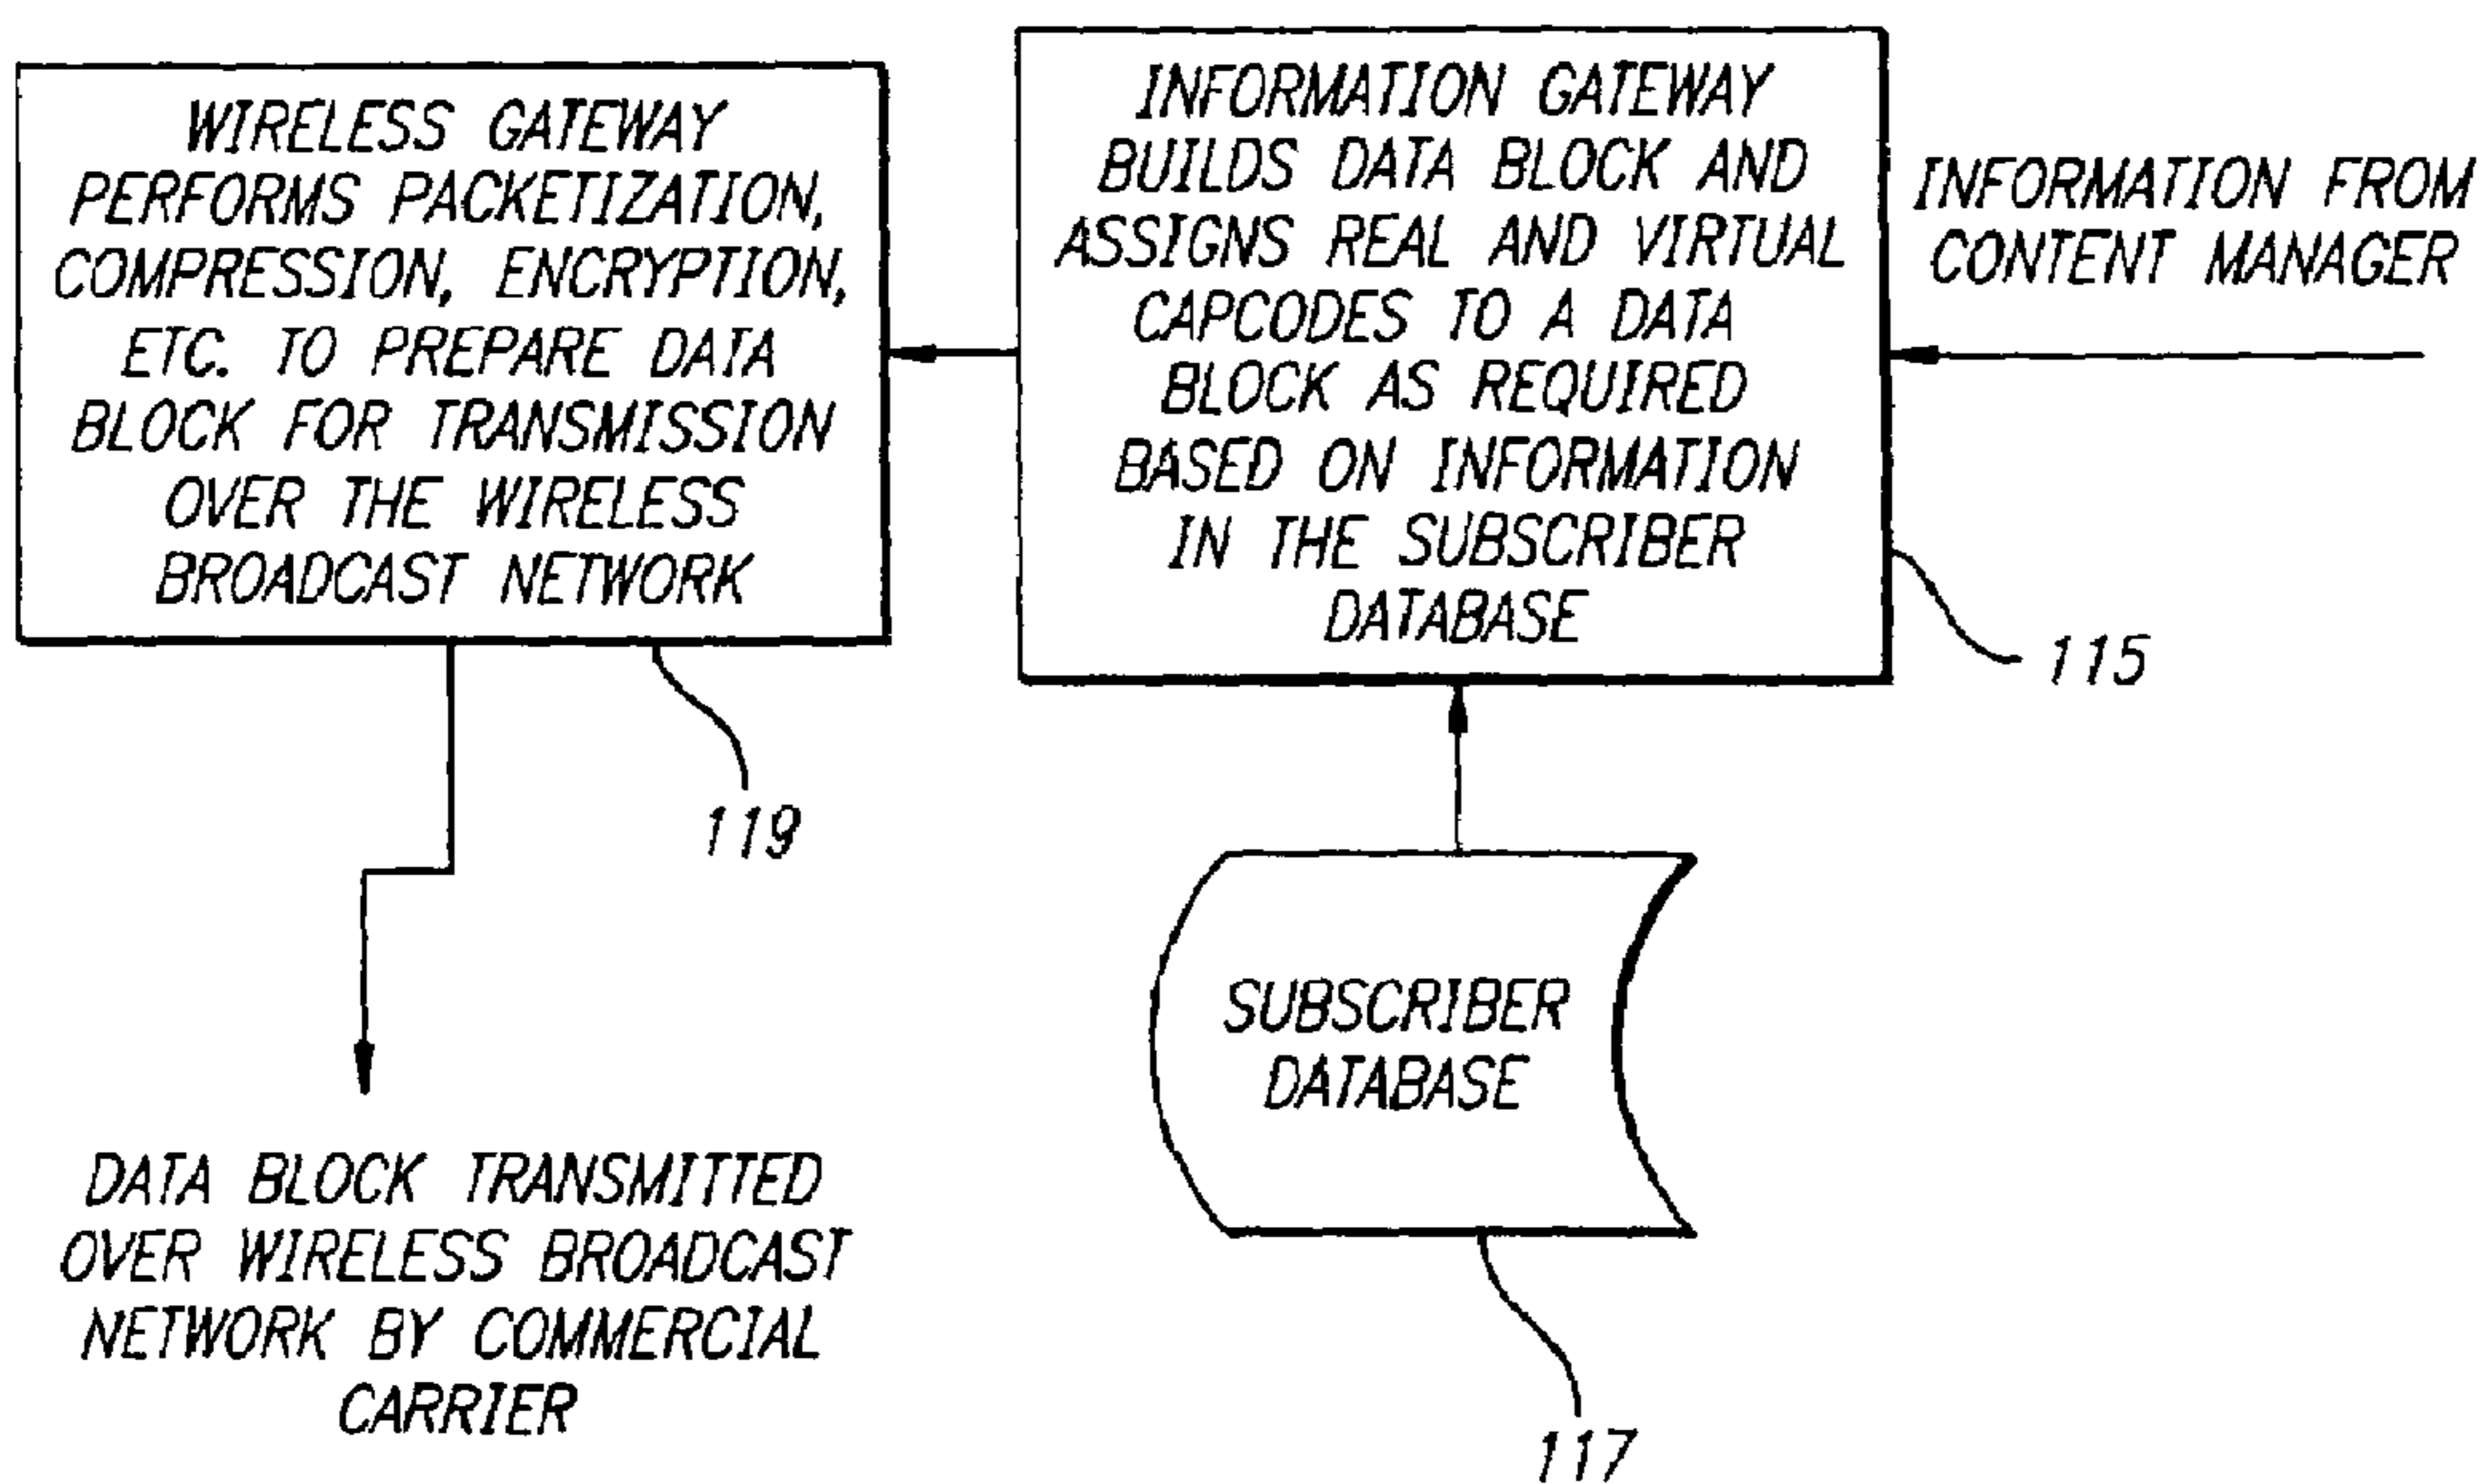 WIRELESS GATEWAY
PERFORMS PACKETIZATION,
COMPRESSION, ENCRYPTION,
ETC. TO PREPARE DATA
BLOCK FOR TRANSMISSION
OVER THE WIRELESS
BROADCAST NETWORK
119
INFORMATION GATEWAY
BUILDS DATA BLOCK AND
ASSIGNS REAL AND VIRTUAL
CAPCODES TO A DATA
BLOCK AS REQUIRED
BASED ON INFORMATION
IN THE SUBSCRIBER
DATABASE
115
INFORMATION FROM
CONTENT MANAGER
SUBSCRIBER
DATABASE
117
DATA BLOCK TRANSMITTED
OVER WIRELESS BROADCAST
NETWORK BY COMMERCIAL
CARRIER